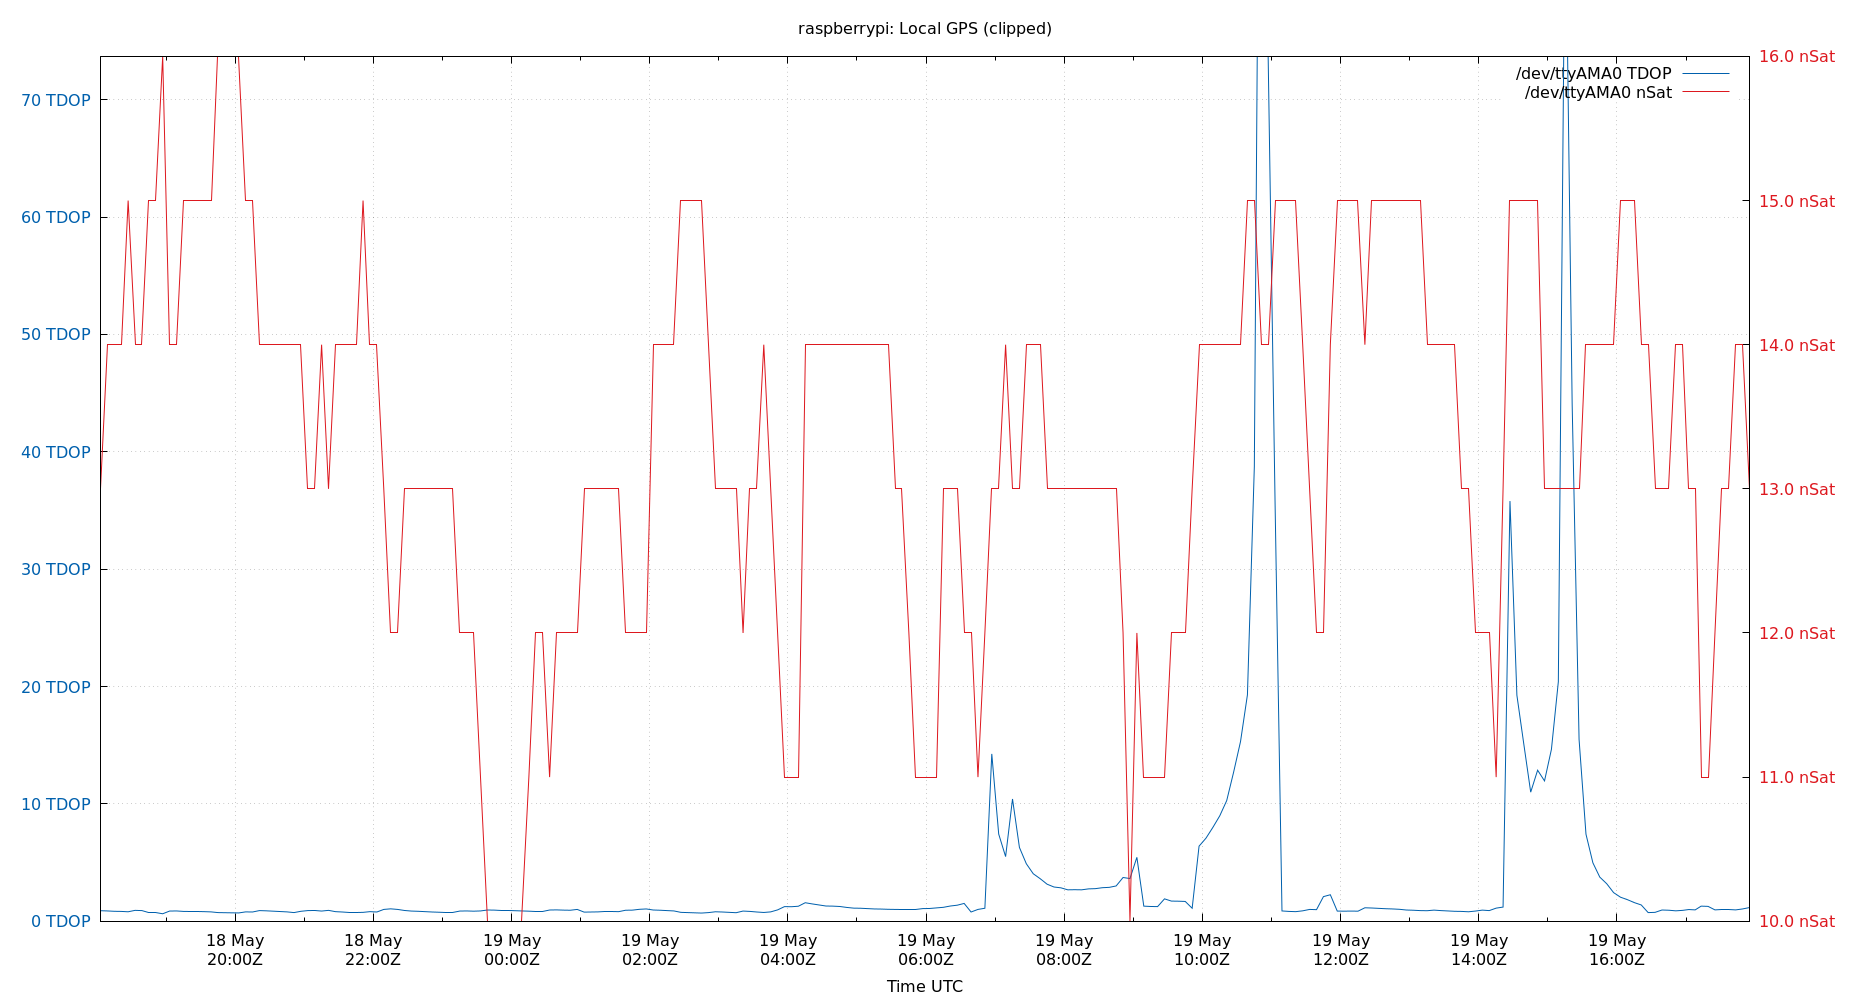 raspberrypi: Local GPS (clipped)
/dev/ttyAMA0 TDOP
/dev/ttyAMA0 nSat
70 TDOP
60 TDOP
50 TDOP
40 TDOP
30 TDOP
20 TDOP
10 TDOP
0 TDOP
16.0 nSat
15.0 nSat
14.0 nSat
13.0 nSat
12.0 nSat
11.0 nSat
10.0 nSat
18 May
20:00Z
18 May
22:00Z
19 May
00:00Z
19 May
02:00Z
19 May
04:00Z
19 May
06:00Z
19 May
08:00Z
19 May
10:00Z
19 May
12:00Z
19 May
14:00Z
19 May
16:00Z
Time UTC